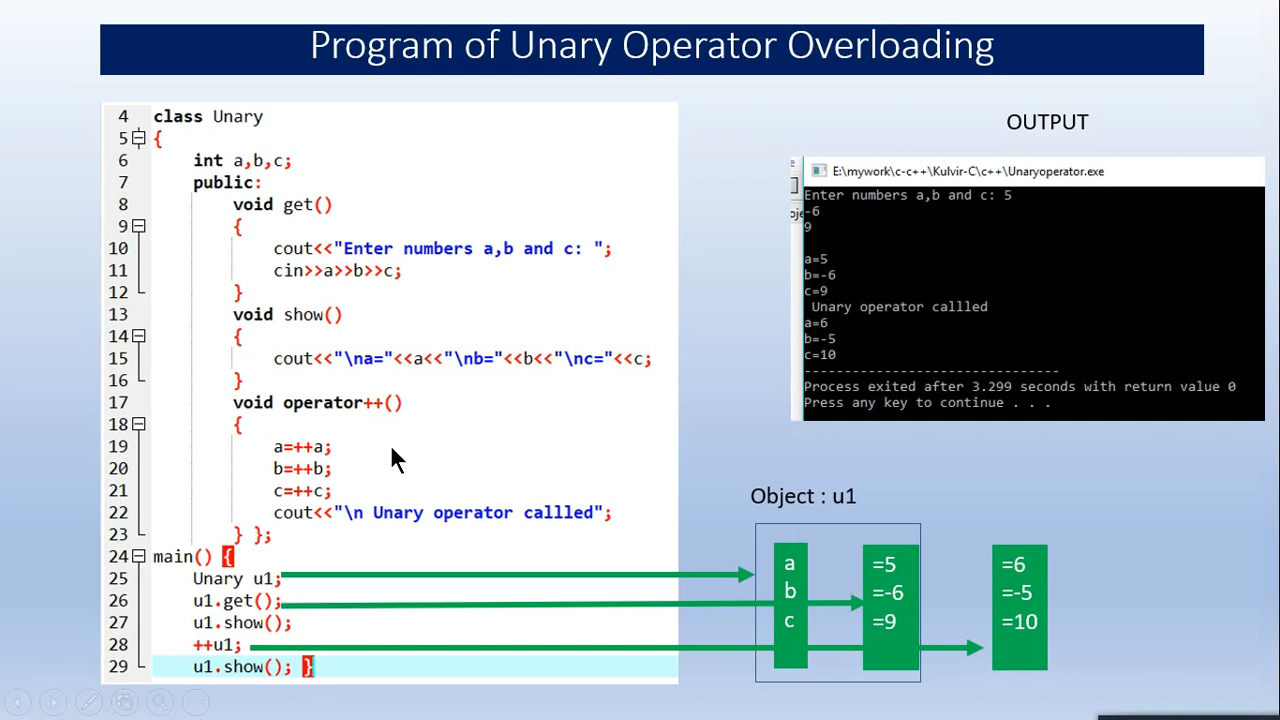 Program of Unary Operator Overloading
4 class Unary
5 {
6 int a,b,c;
7 public:
8 void get()
9 {
10 cout<<"Enter numbers a,b and c: ";
11 cin>>a>>b>>c;
12 }
13 void show()
14 {
15 cout<<"\na="<<a<<"\nb="<<b<<"\nc="<<c;
16 }
17 void operator++()
18 {
19 a=++a;
20 b=++b;
21 c=++c;
22 cout<<"\n Unary operator callled";
23 } };
24 main() {
25 Unary u1;
26 u1.get();
27 u1.show();
28 ++u1;
29 u1.show(); }
OUTPUT
E:\mywork\c-c++\Kulvir-C\c++\Unaryoperator.exe
Enter numbers a,b and c: 5
-6
9
a=5
b=-6
c=9
Unary operator callled
a=6
b=-5
c=10
--------------------------------
Process exited after 3.299 seconds with return value 0
Press any key to continue . . .
Object : u1
a =5 =6
b =-6 =-5
c =9 =10